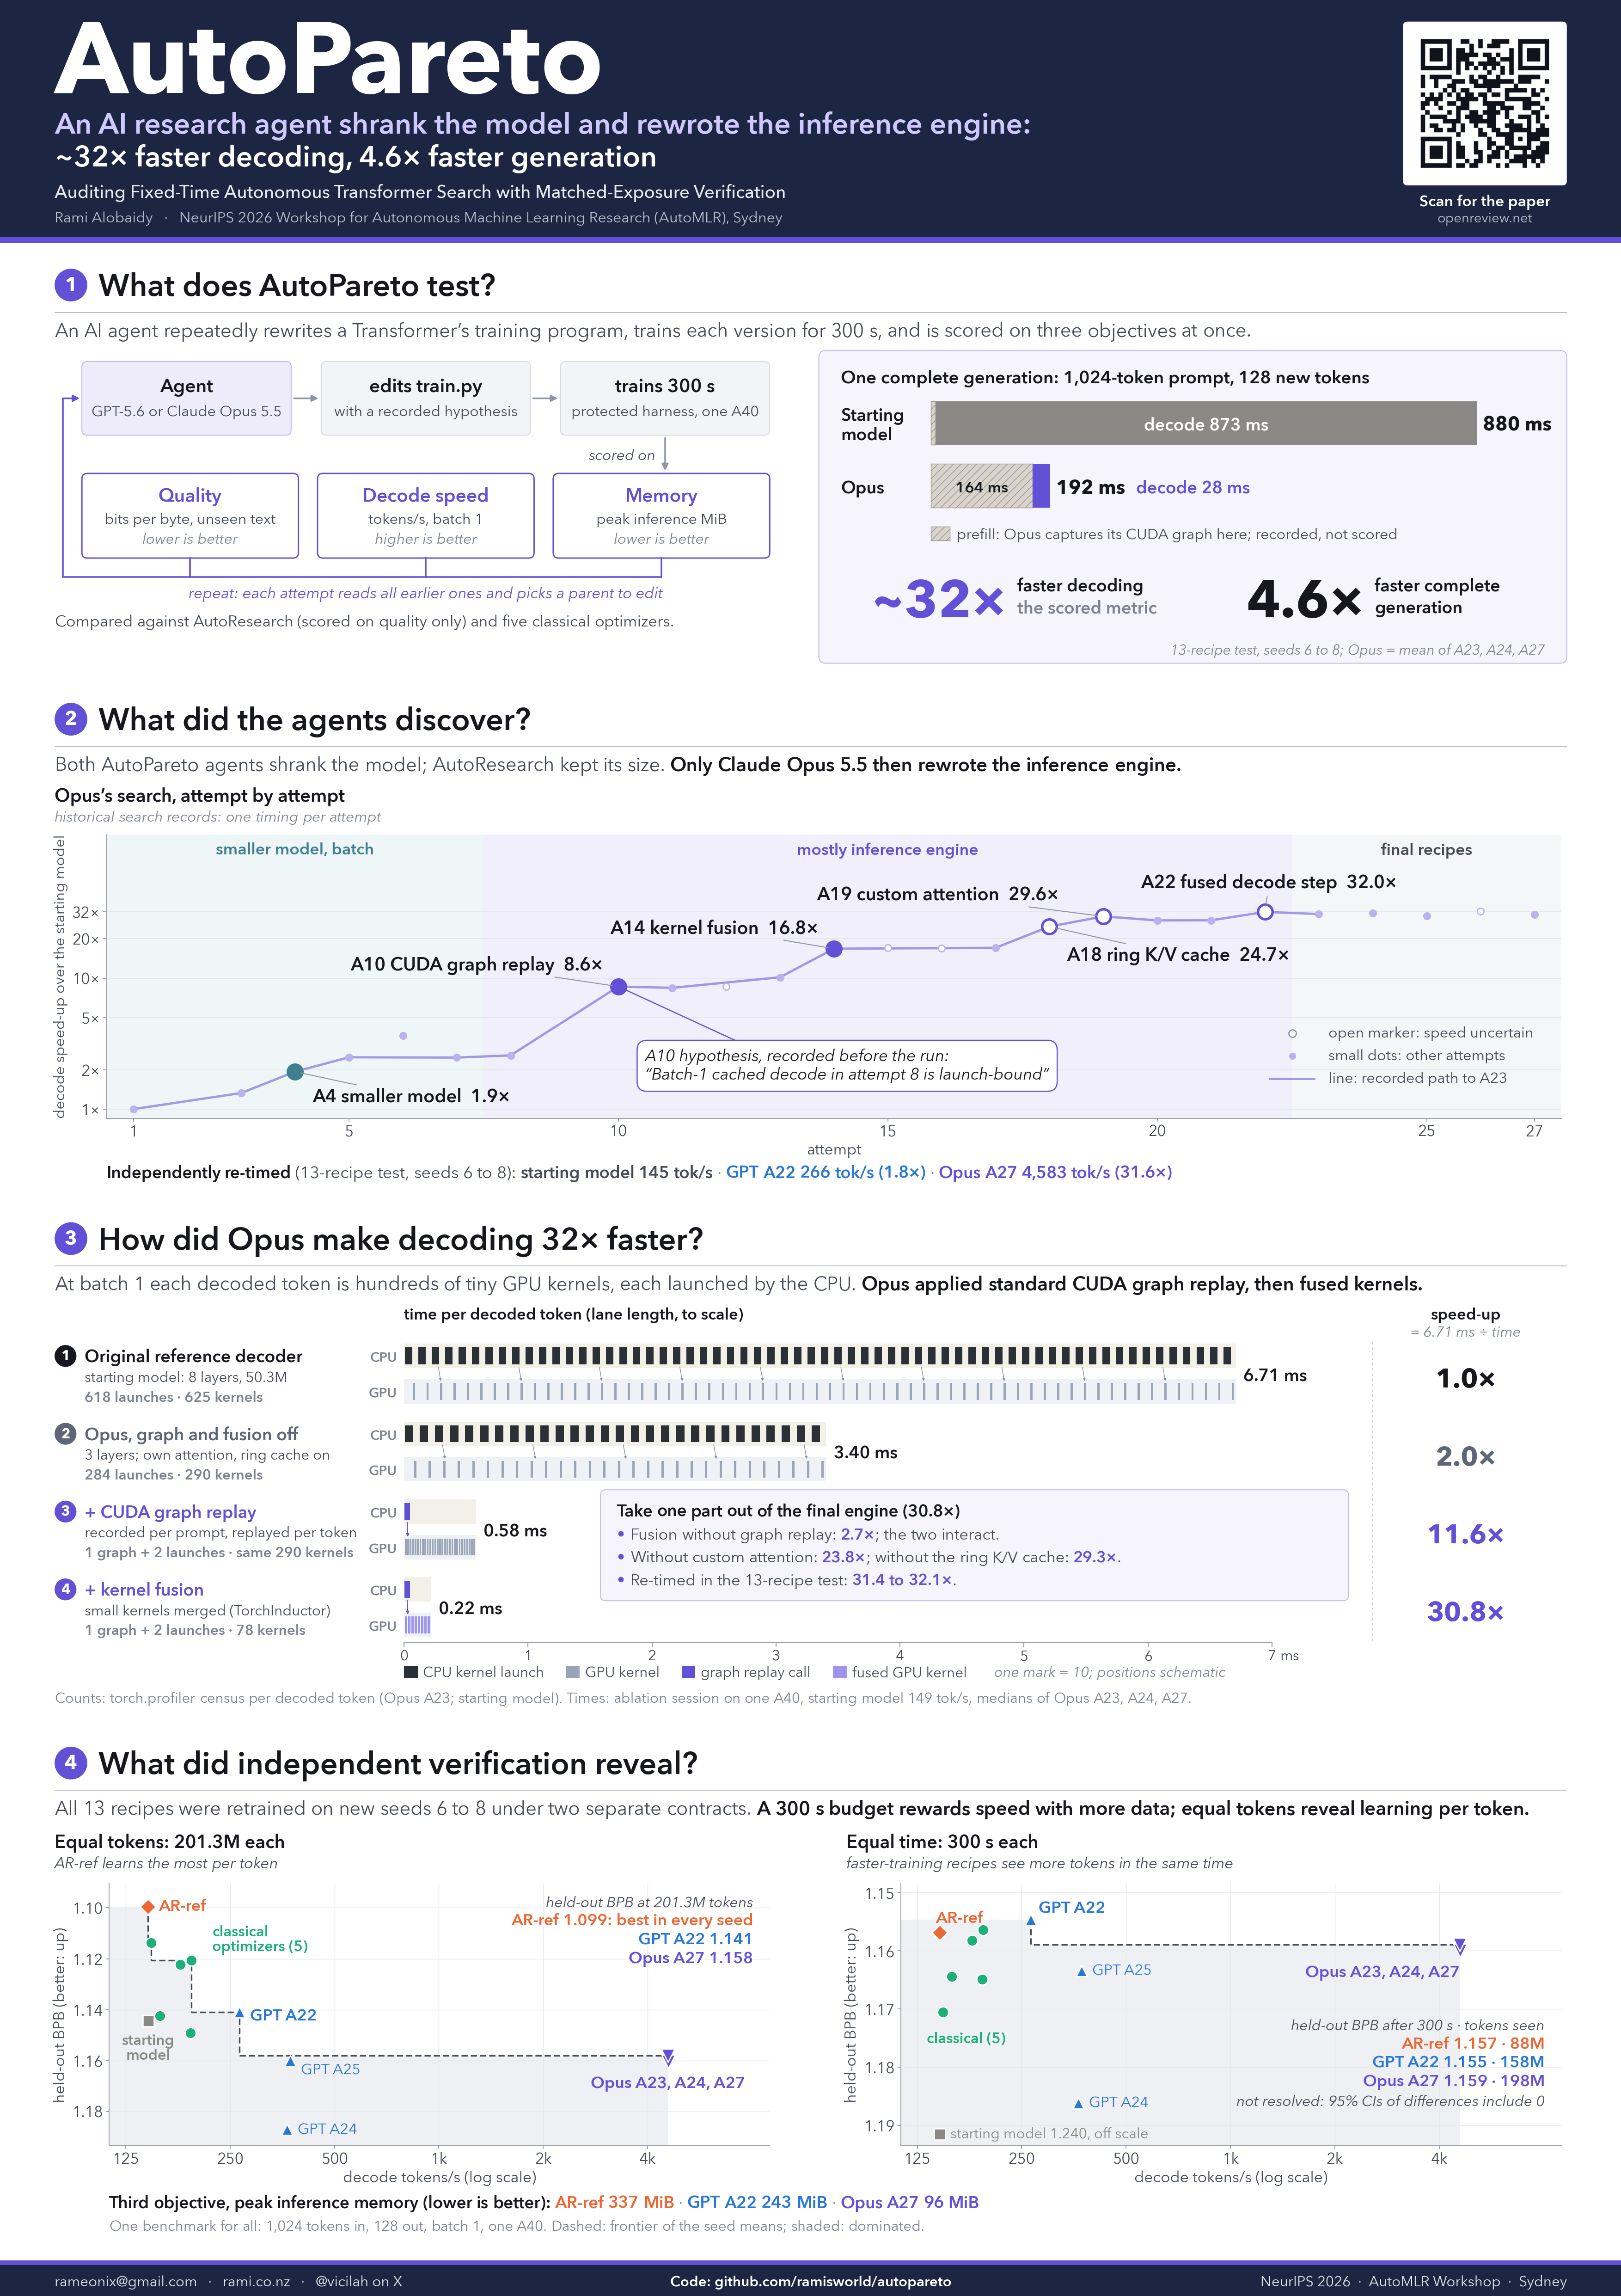 AutoPareto
An AI research agent shrank the model and rewrote the inference engine:
~32× faster decoding, 4.6× faster generation
Auditing Fixed-Time Autonomous Transformer Search with Matched-Exposure Verification
Rami Alobaidy · NeurIPS 2026 Workshop for Autonomous Machine Learning Research (AutoMLR), Sydney
Scan for the paper
openreview.net
1 What does AutoPareto test?
An AI agent repeatedly rewrites a Transformer’s training program, trains each version for 300 s, and is scored on three objectives at once.
Agent
GPT-5.6 or Claude Opus 5.5
edits train.py
with a recorded hypothesis
trains 300 s
protected harness, one A40
scored on
Quality
bits per byte, unseen text
lower is better
Decode speed
tokens/s, batch 1
higher is better
Memory
peak inference MiB
lower is better
repeat: each attempt reads all earlier ones and picks a parent to edit
Compared against AutoResearch (scored on quality only) and five classical optimizers.
One complete generation: 1,024-token prompt, 128 new tokens
Starting
model
decode 873 ms
880 ms
Opus
164 ms
192 ms decode 28 ms
prefill: Opus captures its CUDA graph here; recorded, not scored
~32×
faster decoding
the scored metric
4.6×
faster complete
generation
13-recipe test, seeds 6 to 8; Opus = mean of A23, A24, A27
2 What did the agents discover?
Both AutoPareto agents shrank the model; AutoResearch kept its size. Only Claude Opus 5.5 then rewrote the inference engine.
Opus’s search, attempt by attempt
historical search records: one timing per attempt
decode speed-up over the starting model
smaller model, batch
mostly inference engine
final recipes
32×
20×
10×
5×
2×
1×
A22 fused decode step 32.0×
A19 custom attention 29.6×
A14 kernel fusion 16.8×
A18 ring K/V cache 24.7×
A10 CUDA graph replay 8.6×
A10 hypothesis, recorded before the run:
“Batch-1 cached decode in attempt 8 is launch-bound”
A4 smaller model 1.9×
open marker: speed uncertain
small dots: other attempts
line: recorded path to A23
1
5
10
15
20
25
27
attempt
Independently re-timed (13-recipe test, seeds 6 to 8): starting model 145 tok/s · GPT A22 266 tok/s (1.8×) · Opus A27 4,583 tok/s (31.6×)
3 How did Opus make decoding 32× faster?
At batch 1 each decoded token is hundreds of tiny GPU kernels, each launched by the CPU. Opus applied standard CUDA graph replay, then fused kernels.
time per decoded token (lane length, to scale)
speed-up
= 6.71 ms ÷ time
1 Original reference decoder
starting model: 8 layers, 50.3M
618 launches · 625 kernels
CPU
GPU
6.71 ms
1.0×
2 Opus, graph and fusion off
3 layers; own attention, ring cache on
284 launches · 290 kernels
CPU
GPU
3.40 ms
2.0×
3 + CUDA graph replay
recorded per prompt, replayed per token
1 graph + 2 launches · same 290 kernels
CPU
GPU
0.58 ms
11.6×
4 + kernel fusion
small kernels merged (TorchInductor)
1 graph + 2 launches · 78 kernels
CPU
GPU
0.22 ms
30.8×
Take one part out of the final engine (30.8×)
• Fusion without graph replay: 2.7×; the two interact.
• Without custom attention: 23.8×; without the ring K/V cache: 29.3×.
• Re-timed in the 13-recipe test: 31.4 to 32.1×.
0
1
2
3
4
5
6
7 ms
CPU kernel launch
GPU kernel
graph replay call
fused GPU kernel
one mark = 10; positions schematic
Counts: torch.profiler census per decoded token (Opus A23; starting model). Times: ablation session on one A40, starting model 149 tok/s, medians of Opus A23, A24, A27.
4 What did independent verification reveal?
All 13 recipes were retrained on new seeds 6 to 8 under two separate contracts. A 300 s budget rewards speed with more data; equal tokens reveal learning per token.
Equal tokens: 201.3M each
AR-ref learns the most per token
held-out BPB (better: up)
1.10
1.12
1.14
1.16
1.18
AR-ref
classical
optimizers (5)
held-out BPB at 201.3M tokens
AR-ref 1.099: best in every seed
GPT A22 1.141
Opus A27 1.158
GPT A22
starting
model
GPT A25
Opus A23, A24, A27
GPT A24
125
250
500
1k
2k
4k
decode tokens/s (log scale)
Equal time: 300 s each
faster-training recipes see more tokens in the same time
held-out BPB (better: up)
1.15
1.16
1.17
1.18
1.19
AR-ref
GPT A22
GPT A25
Opus A23, A24, A27
classical (5)
held-out BPB after 300 s · tokens seen
AR-ref 1.157 · 88M
GPT A22 1.155 · 158M
Opus A27 1.159 · 198M
not resolved: 95% CIs of differences include 0
GPT A24
starting model 1.240, off scale
125
250
500
1k
2k
4k
decode tokens/s (log scale)
Third objective, peak inference memory (lower is better): AR-ref 337 MiB · GPT A22 243 MiB · Opus A27 96 MiB
One benchmark for all: 1,024 tokens in, 128 out, batch 1, one A40. Dashed: frontier of the seed means; shaded: dominated.
rameonix@gmail.com · rami.co.nz · @vicilah on X
Code: github.com/ramisworld/autopareto
NeurIPS 2026 · AutoMLR Workshop · Sydney